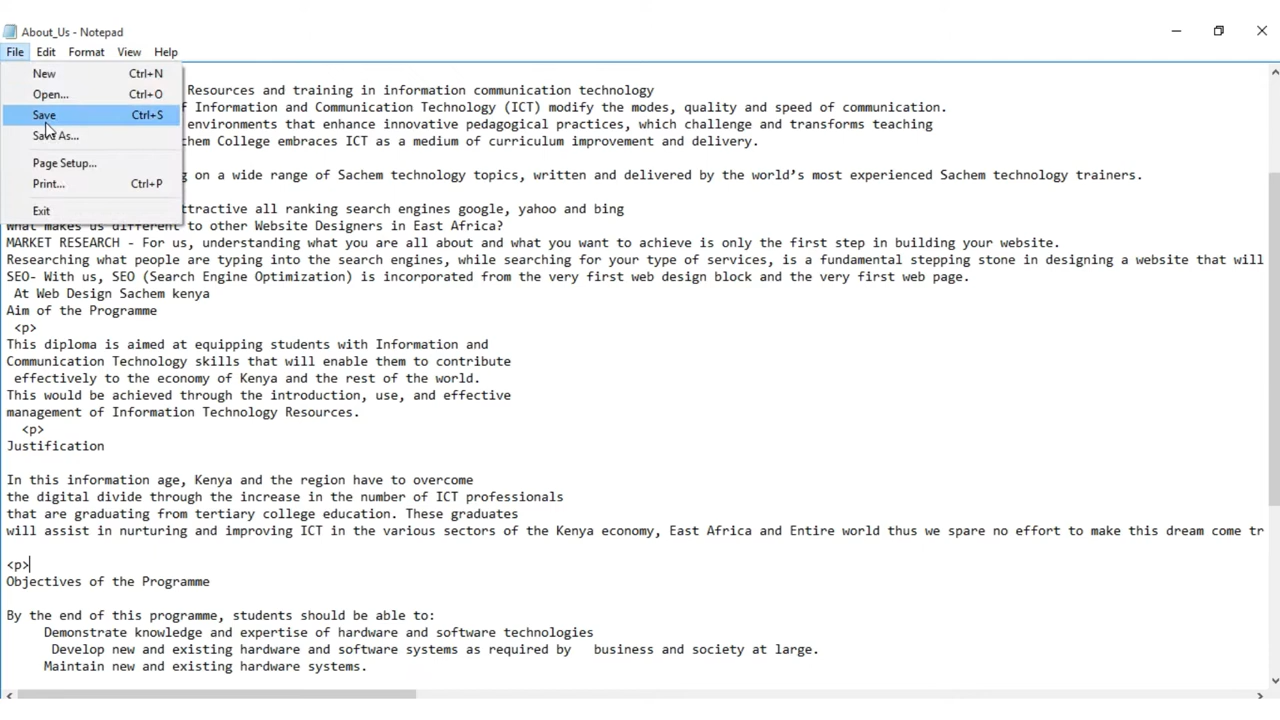 About_Us - Notepad
File Edit Format View Help
New Ctrl+N
Open... Ctrl+O
Save Ctrl+S
Save As...
Page Setup...
Print... Ctrl+P
Exit
Resources and training in information communication technology
of Information and Communication Technology (ICT) modify the modes, quality and speed of communication.
environments that enhance innovative pedagogical practices, which challenge and transforms teaching
chem College embraces ICT as a medium of curriculum improvement and delivery.
g on a wide range of Sachem technology topics, written and delivered by the world’s most experienced Sachem technology trainers.
ttractive all ranking search engines google, yahoo and bing
What makes us different to other Website Designers in East Africa?
MARKET RESEARCH - For us, understanding what you are all about and what you want to achieve is only the first step in building your website.
Researching what people are typing into the search engines, while searching for your type of services, is a fundamental stepping stone in designing a website that will
SEO- With us, SEO (Search Engine Optimization) is incorporated from the very first web design block and the very first web page.
At Web Design Sachem kenya
Aim of the Programme
<p>
This diploma is aimed at equipping students with Information and
Communication Technology skills that will enable them to contribute
effectively to the economy of Kenya and the rest of the world.
This would be achieved through the introduction, use, and effective
management of Information Technology Resources.
<p>
Justification
In this information age, Kenya and the region have to overcome
the digital divide through the increase in the number of ICT professionals
that are graduating from tertiary college education. These graduates
will assist in nurturing and improving ICT in the various sectors of the Kenya economy, East Africa and Entire world thus we spare no effort to make this dream come tr
<p>
Objectives of the Programme
By the end of this programme, students should be able to:
Demonstrate knowledge and expertise of hardware and software technologies
Develop new and existing hardware and software systems as required by business and society at large.
Maintain new and existing hardware systems.